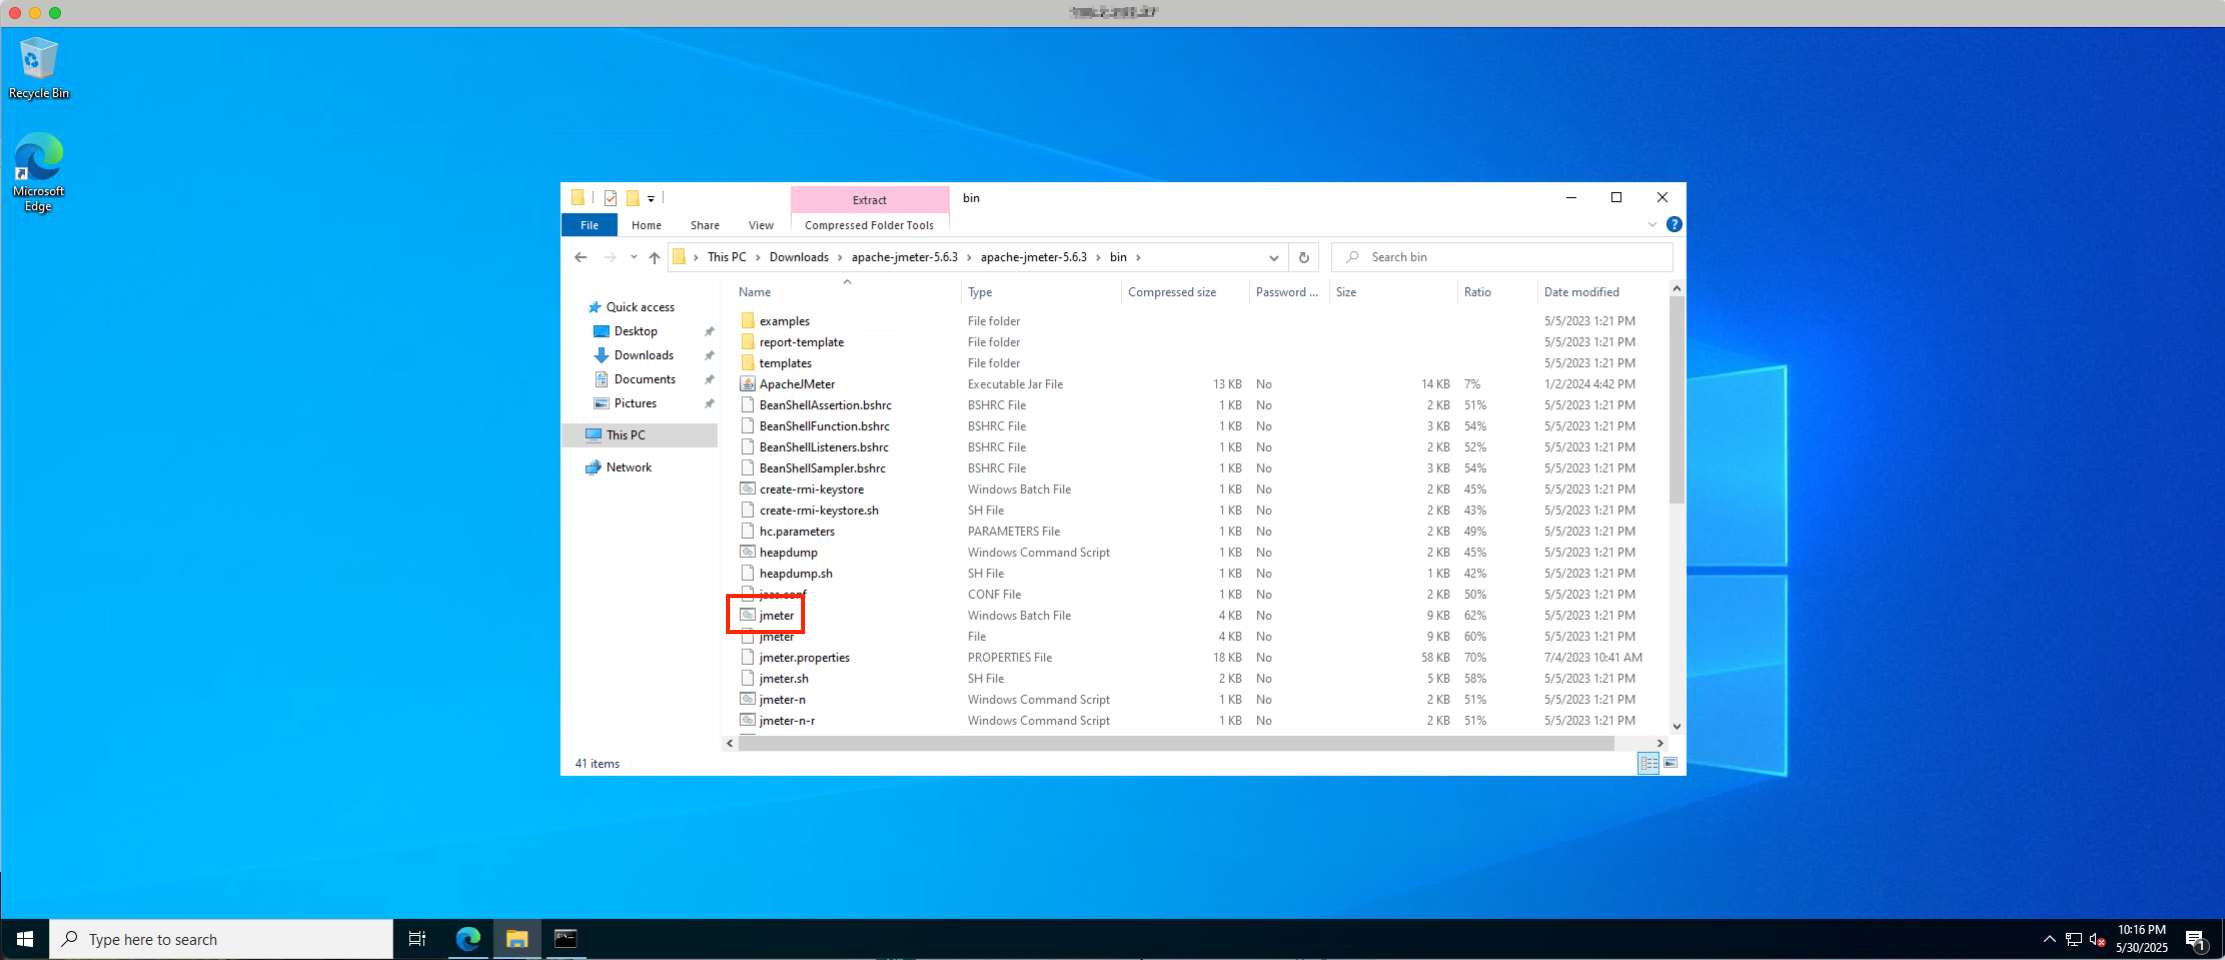 Recycle Bin
Microsoft
Edge
Extract
bin
File
Home
Share
View
Compressed Folder Tools
This PC
Downloads
apache-jmeter-5.6.3
apache-jmeter-5.6.3
bin
Search bin
Name
Type
Compressed size
Password ...
Size
Ratio
Date modified
Quick access
Desktop
Downloads
Documents
Pictures
This PC
Network
examples File folder 5/5/2023 1:21 PM
report-template File folder 5/5/2023 1:21 PM
templates File folder 5/5/2023 1:21 PM
ApacheJMeter Executable Jar File 13 KB No 14 KB 7% 1/2/2024 4:42 PM
BeanShellAssertion.bshrc BSHRC File 1 KB No 2 KB 51% 5/5/2023 1:21 PM
BeanShellFunction.bshrc BSHRC File 1 KB No 3 KB 54% 5/5/2023 1:21 PM
BeanShellListeners.bshrc BSHRC File 1 KB No 2 KB 52% 5/5/2023 1:21 PM
BeanShellSampler.bshrc BSHRC File 1 KB No 3 KB 54% 5/5/2023 1:21 PM
create-rmi-keystore Windows Batch File 1 KB No 2 KB 45% 5/5/2023 1:21 PM
create-rmi-keystore.sh SH File 1 KB No 2 KB 43% 5/5/2023 1:21 PM
hc.parameters PARAMETERS File 1 KB No 2 KB 49% 5/5/2023 1:21 PM
heapdump Windows Command Script 1 KB No 2 KB 45% 5/5/2023 1:21 PM
heapdump.sh SH File 1 KB No 1 KB 42% 5/5/2023 1:21 PM
jaas.conf CONF File 1 KB No 2 KB 50% 5/5/2023 1:21 PM
jmeter Windows Batch File 4 KB No 9 KB 62% 5/5/2023 1:21 PM
jmeter File 4 KB No 9 KB 60% 5/5/2023 1:21 PM
jmeter.properties PROPERTIES File 18 KB No 58 KB 70% 7/4/2023 10:41 AM
jmeter.sh SH File 2 KB No 5 KB 58% 5/5/2023 1:21 PM
jmeter-n Windows Command Script 1 KB No 2 KB 51% 5/5/2023 1:21 PM
jmeter-n-r Windows Command Script 1 KB No 2 KB 51% 5/5/2023 1:21 PM
41 items
Type here to search
10:16 PM
5/30/2025
1